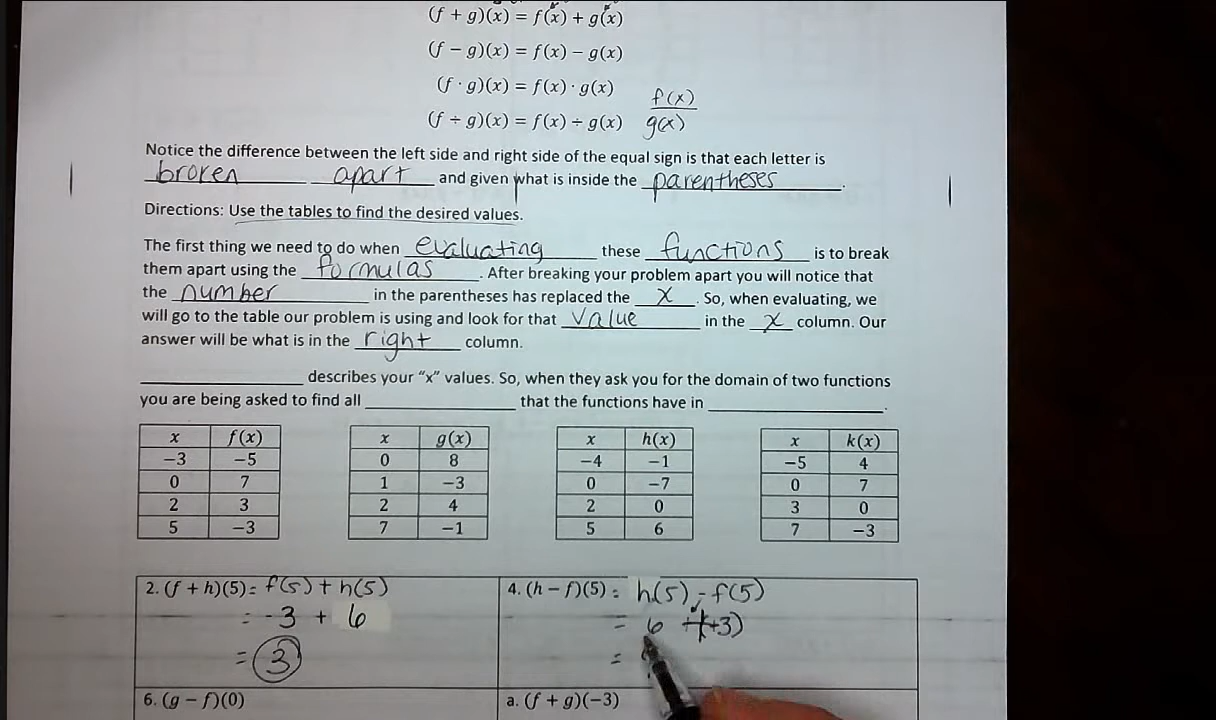 (f + g)(x) = f(x) + g(x)
(f − g)(x) = f(x) − g(x)
(f · g)(x) = f(x) · g(x)
(f ÷ g)(x) = f(x) ÷ g(x) f(x)/g(x)
Notice the difference between the left side and right side of the equal sign is that each letter is
broken apart and given what is inside the parentheses.
Directions: Use the tables to find the desired values.
The first thing we need to do when evaluating these functions is to break
them apart using the formulas. After breaking your problem apart you will notice that
the number in the parentheses has replaced the x. So, when evaluating, we
will go to the table our problem is using and look for that value in the x column. Our
answer will be what is in the right column.
____________ describes your “x” values. So, when they ask you for the domain of two functions
you are being asked to find all ____________ that the functions have in ____________.
x f(x) x g(x) x h(x) x k(x)
−3 −5 0 8 −4 −1 −5 4
0 7 1 −3 0 −7 0 7
2 3 2 4 2 0 3 0
5 −3 7 −1 5 6 7 −3
2. (f + h)(5) = f(5) + h(5)
= -3 + 6
= 3
4. (h − f)(5) = h(5) - f(5)
= 6 + (+3)
=
6. (g − f)(0)
a. (f + g)(−3)